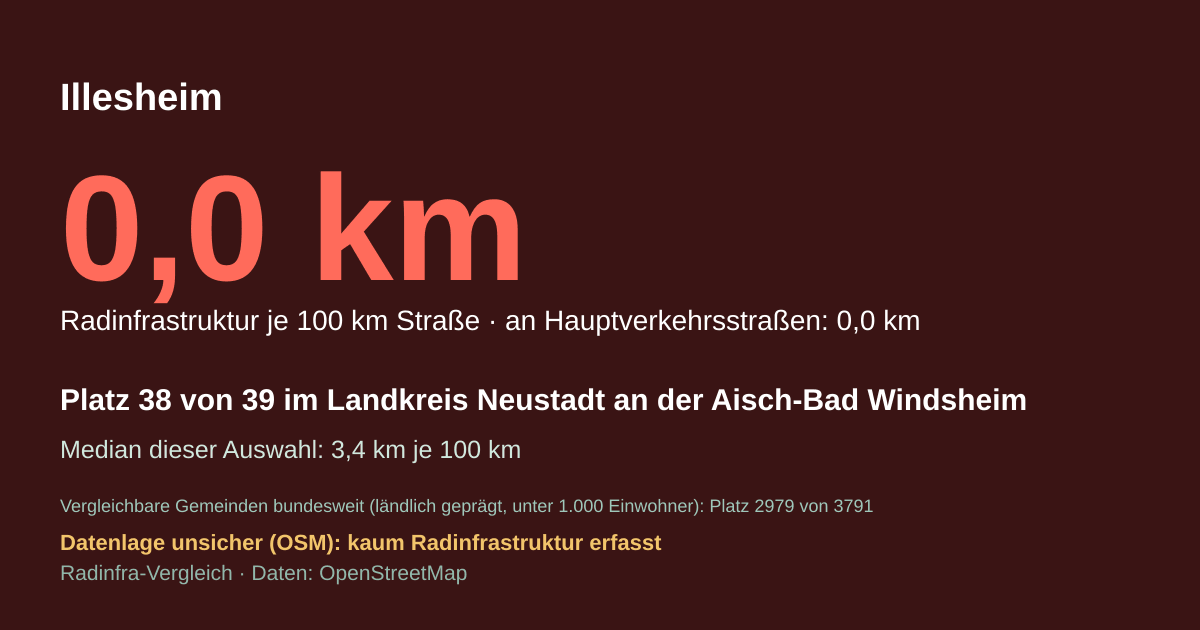 Illesheim
0,0 km
Radinfrastruktur je 100 km Straße · an Hauptverkehrsstraßen: 0,0 km
Platz 38 von 39 im Landkreis Neustadt an der Aisch-Bad Windsheim
Median dieser Auswahl: 3,4 km je 100 km
Vergleichbare Gemeinden bundesweit (ländlich geprägt, unter 1.000 Einwohner): Platz 2979 von 3791
Datenlage unsicher (OSM): kaum Radinfrastruktur erfasst
Radinfra-Vergleich · Daten: OpenStreetMap